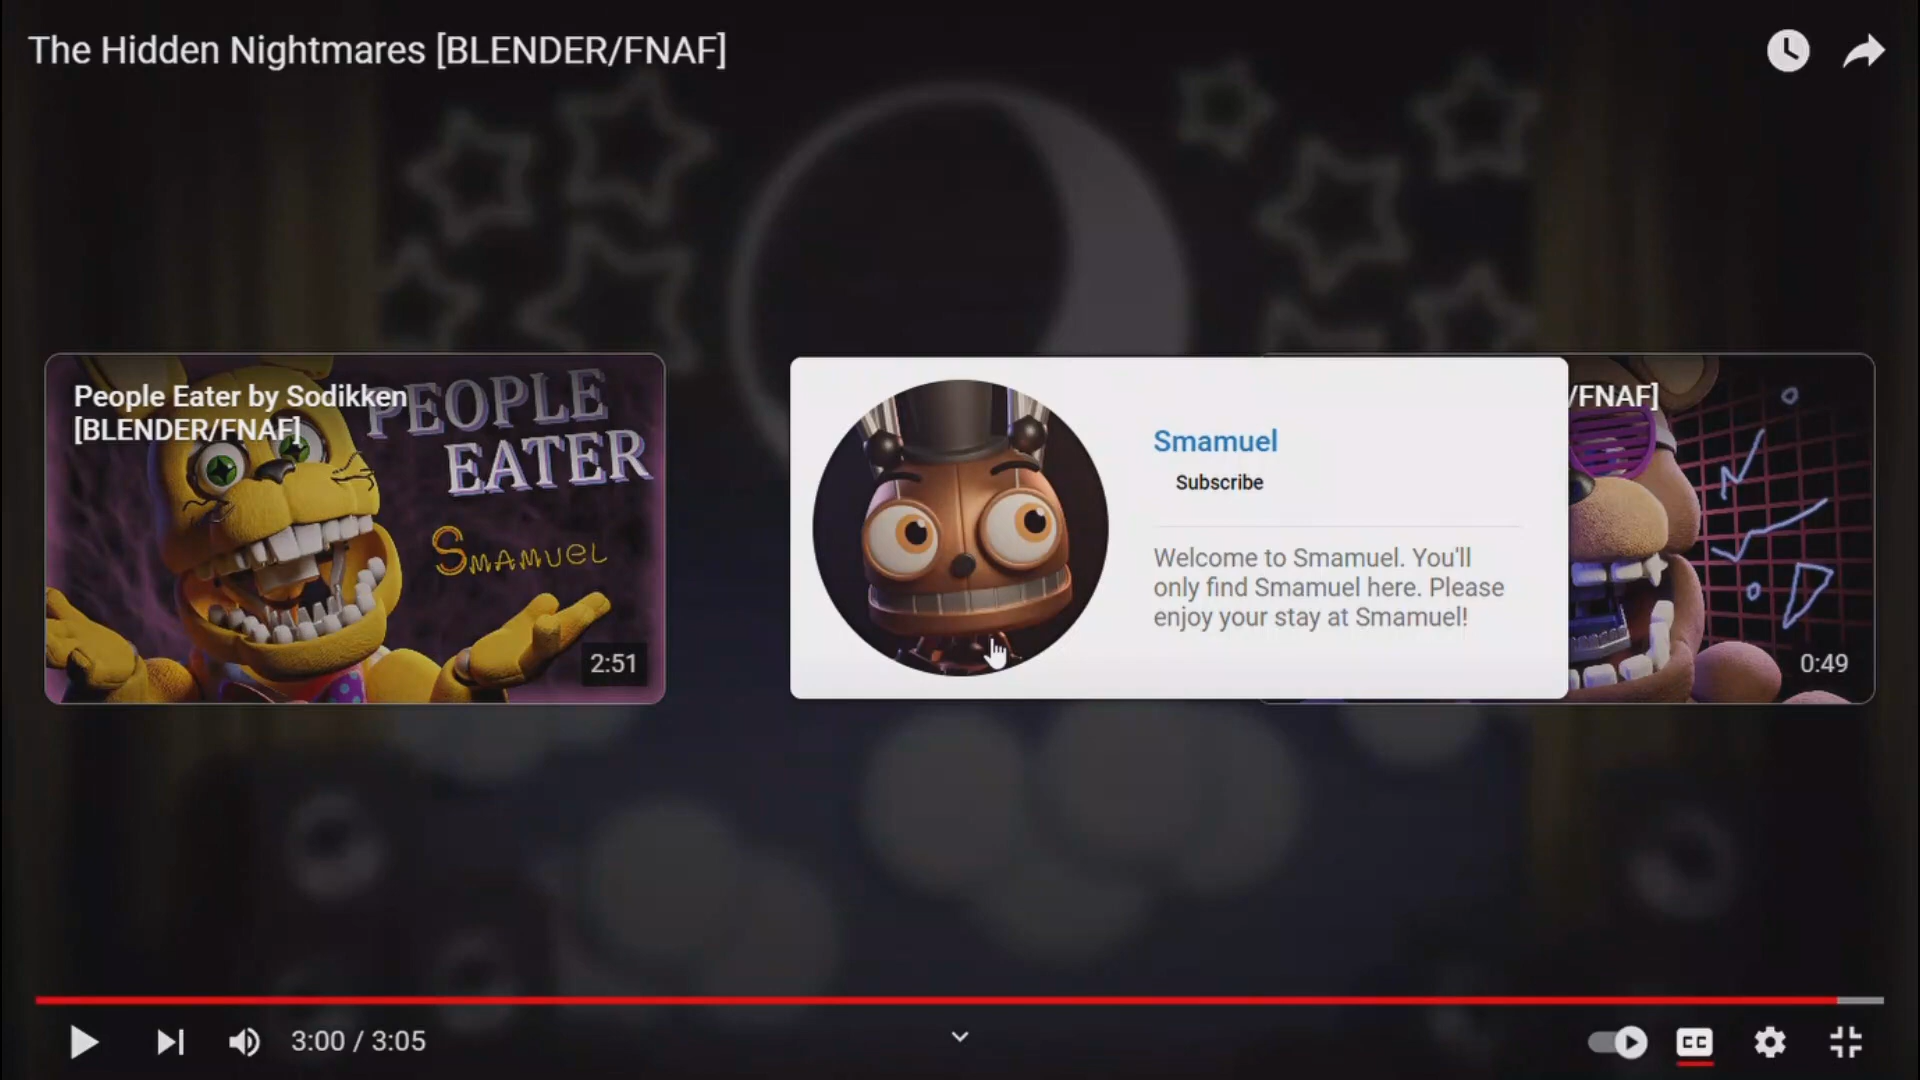 The Hidden Nightmares [BLENDER/FNAF]
People Eater by Sodikken
[BLENDER/FNAF]
PEOPLE
EATER
SMAMUEL
2:51
Smamuel
Subscribe
Welcome to Smamuel. You'll
only find Smamuel here. Please
enjoy your stay at Smamuel!
/FNAF]
0:49
3:00 / 3:05
CC